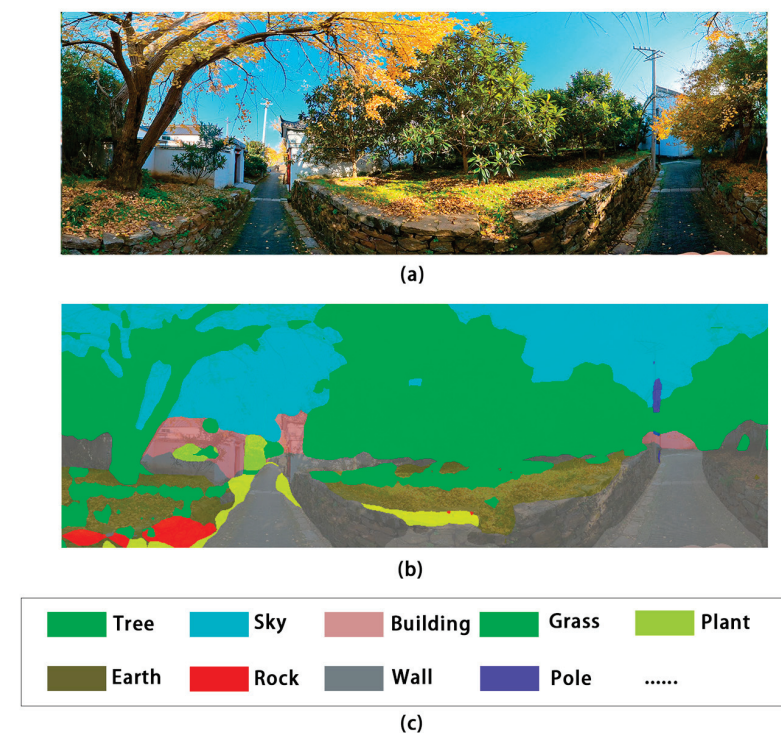 (a)
(b)
Tree Sky Building Grass Plant
Earth Rock Wall Pole ......
(c)